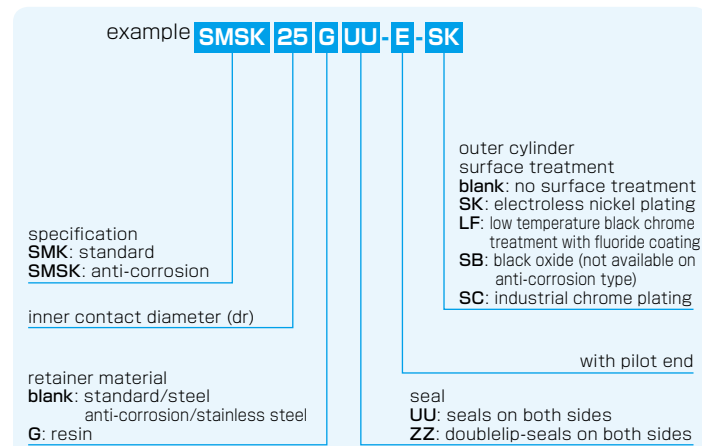 example SMSK 25 G UU - E - SK
outer cylinder
surface treatment
blank: no surface treatment
SK: electroless nickel plating
LF: low temperature black chrome
treatment with fluoride coating
SB: black oxide (not available on
anti-corrosion type)
SC: industrial chrome plating
specification
SMK: standard
SMSK: anti-corrosion
inner contact diameter (dr)
with pilot end
retainer material
blank: standard/steel
anti-corrosion/stainless steel
G: resin
seal
UU: seals on both sides
ZZ: doublelip-seals on both sides